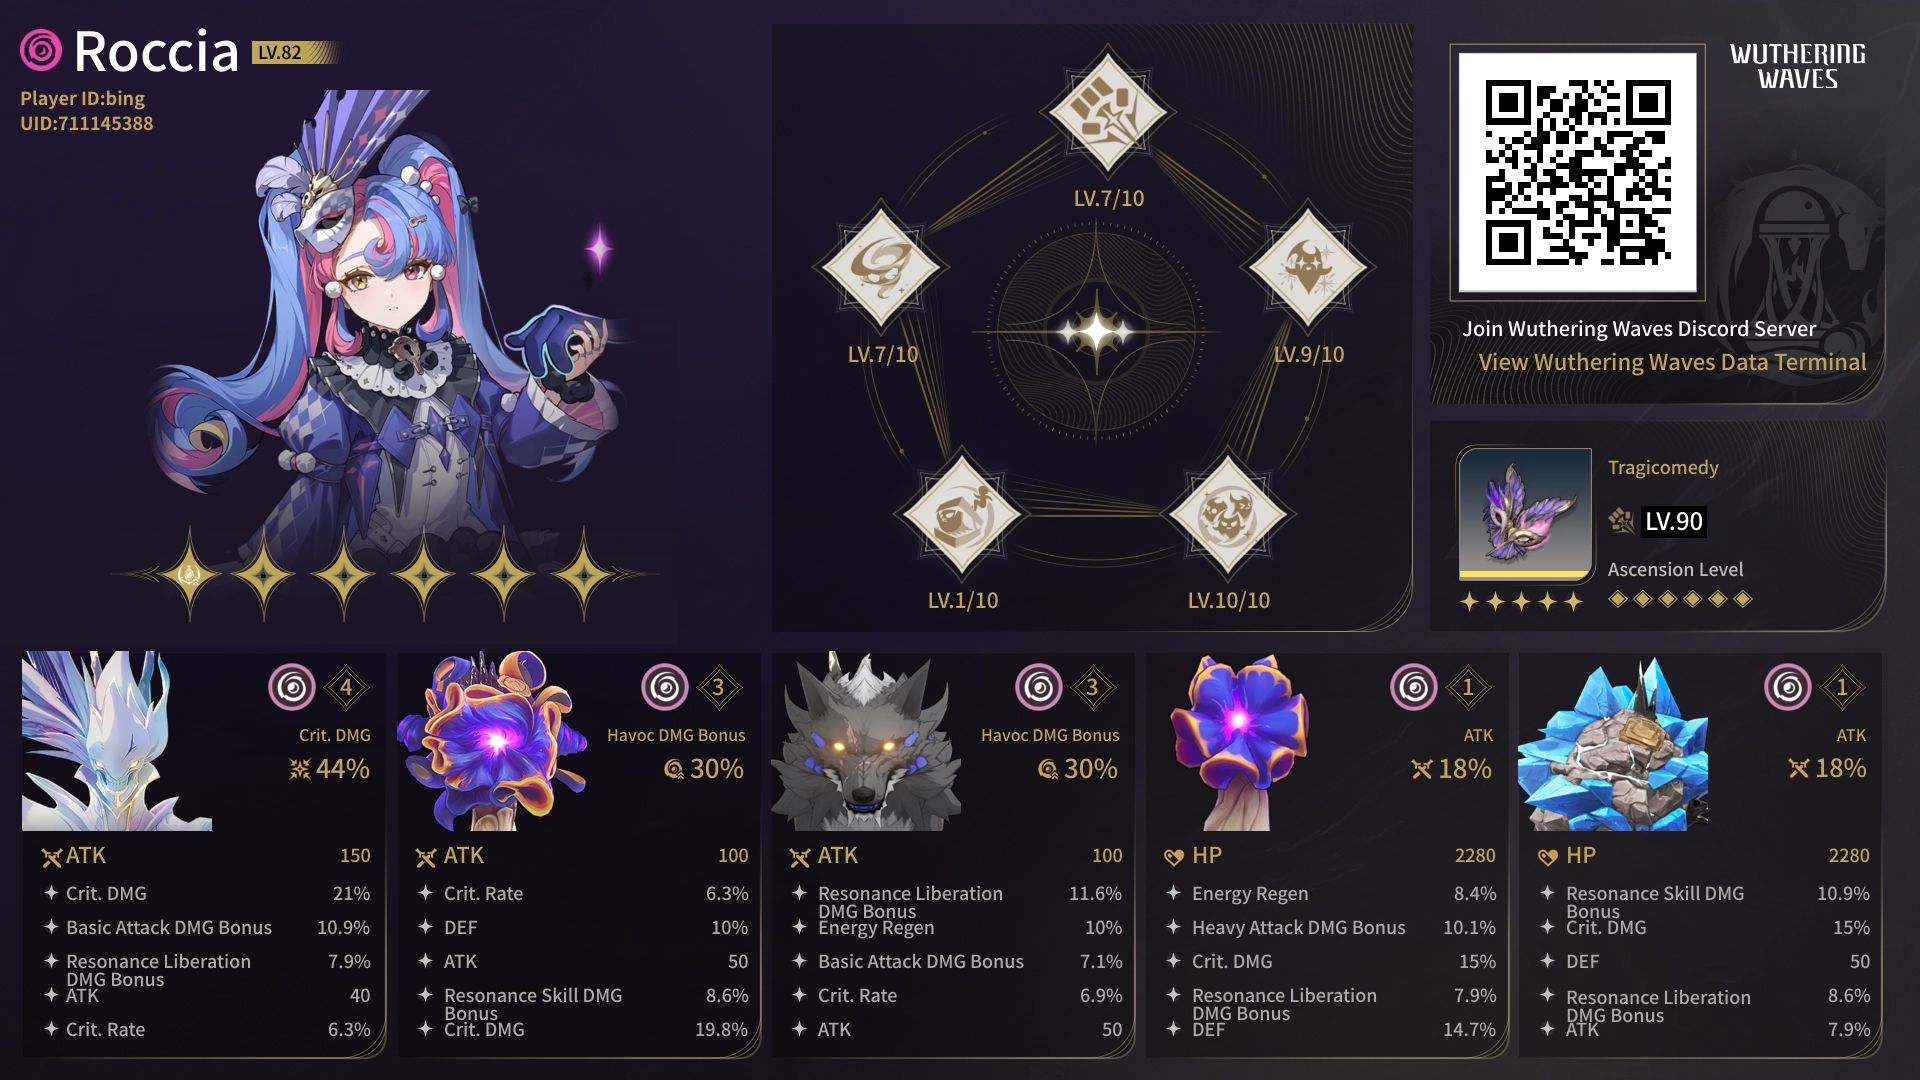 Roccia LV.82
Player ID:bing
UID:711145388
LV.7/10
LV.7/10
LV.9/10
LV.1/10
LV.10/10
WUTHERING
WAVES
Join Wuthering Waves Discord Server
View Wuthering Waves Data Terminal
Tragicomedy
LV.90
Ascension Level
4
Crit. DMG
44%
ATK 150
Crit. DMG 21%
Basic Attack DMG Bonus 10.9%
Resonance Liberation 7.9%
DMG Bonus
ATK 40
Crit. Rate 6.3%
3
Havoc DMG Bonus
30%
ATK 100
Crit. Rate 6.3%
DEF 10%
ATK 50
Resonance Skill DMG 8.6%
Bonus
Crit. DMG 19.8%
3
Havoc DMG Bonus
30%
ATK 100
Resonance Liberation 11.6%
DMG Bonus
Energy Regen 10%
Basic Attack DMG Bonus 7.1%
Crit. Rate 6.9%
ATK 50
1
ATK
18%
HP 2280
Energy Regen 8.4%
Heavy Attack DMG Bonus 10.1%
Crit. DMG 15%
Resonance Liberation 7.9%
DMG Bonus
DEF 14.7%
1
ATK
18%
HP 2280
Resonance Skill DMG 10.9%
Bonus
Crit. DMG 15%
DEF 50
Resonance Liberation 8.6%
DMG Bonus
ATK 7.9%